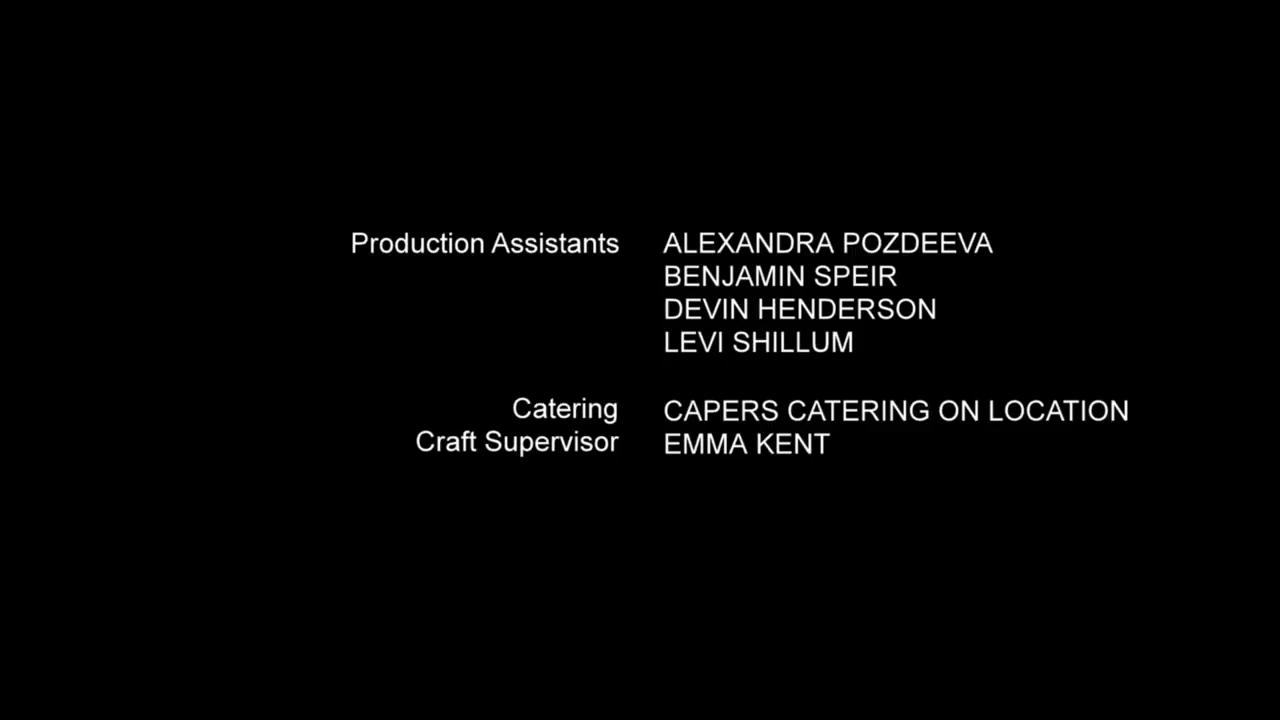 Production Assistants ALEXANDRA POZDEEVA
BENJAMIN SPEIR
DEVIN HENDERSON
LEVI SHILLUM
Catering CAPERS CATERING ON LOCATION
Craft Supervisor EMMA KENT